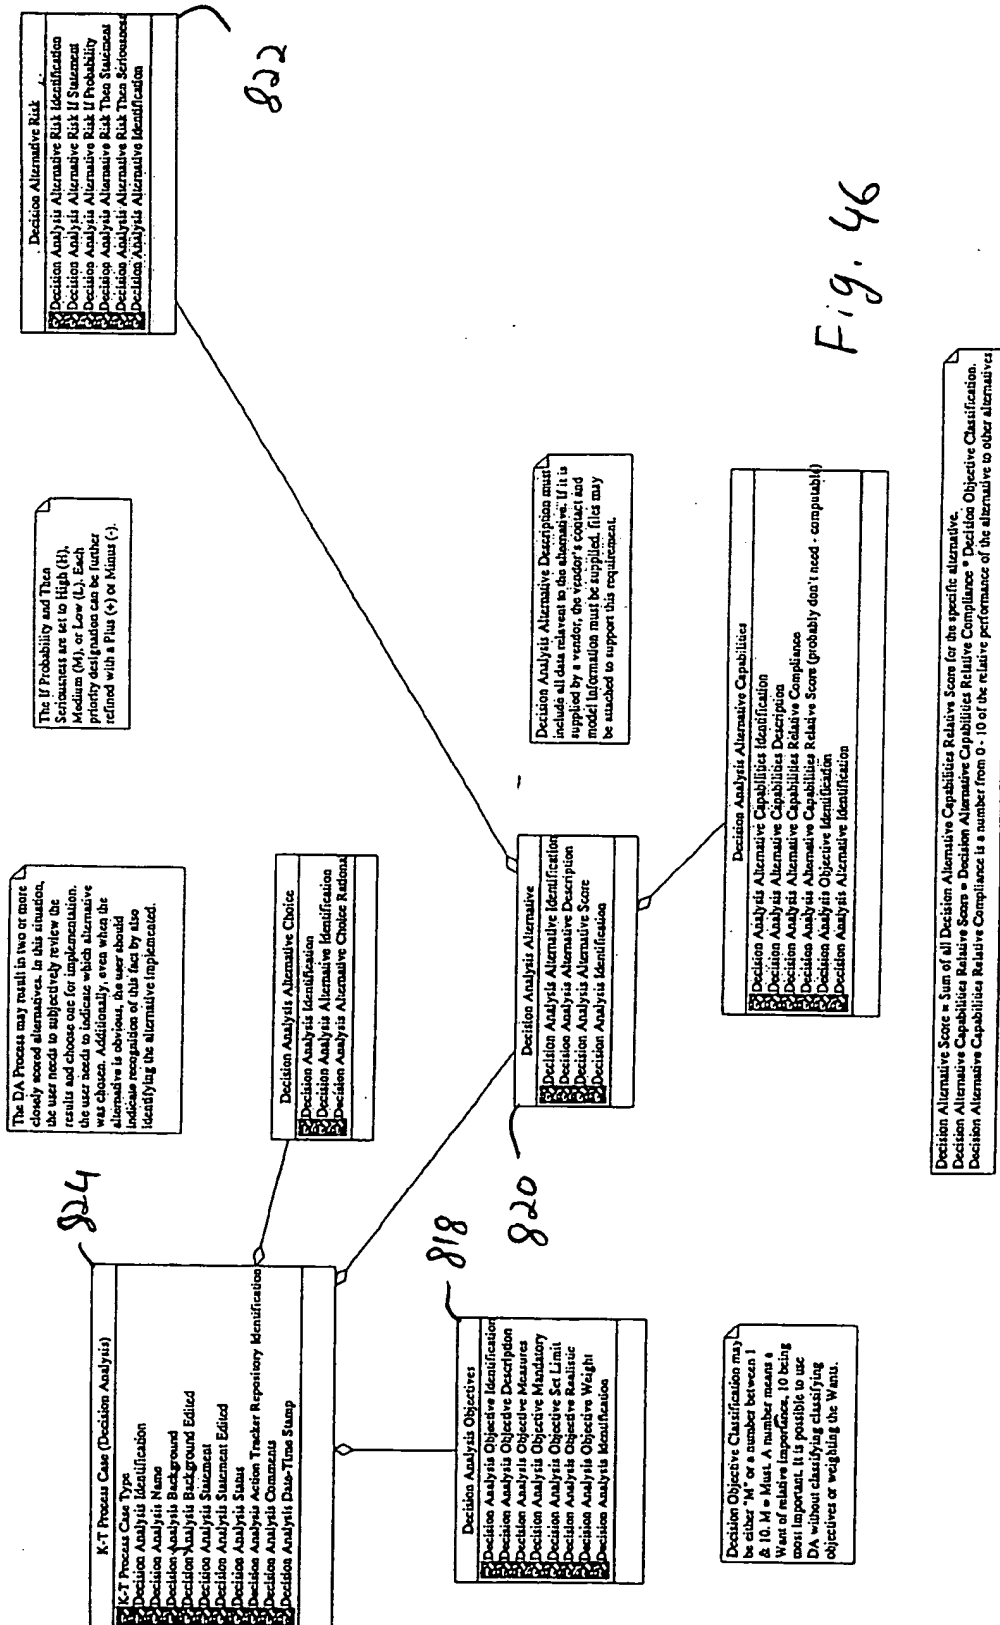 K-T Process Case (Decision Analysis)
K-T Process Case Type
Decision Analysis Identification
Decision Analysis Name
Decision Analysis Background
Decision Analysis Background Edited
Decision Analysis Statement
Decision Analysis Statement Edited
Decision Analysis Status
Decision Analysis Action Tracker Repository Identification
Decision Analysis Comments
Decision Analysis Date-Time Stamp
824
The DA Process may result in two or more
closely scored alternatives. In this situation,
the user needs to subjectively review the
results and choose one for implementation.
the user needs to indicate which alternative
was chosen. Additionally, even when the
alternative is obvious, the user should
indicate recognition of this fact by also
identifying the alternative implemented.
The If Probability and Then
Seriousness are set to High (H),
Medium (M), or Low (L). Each
priority designation can be further
refined with a Plus (+) or Minus (-).
Decision Alternative Risk
Decision Analysis Alternative Risk Identification
Decision Analysis Alternative Risk If Statement
Decision Analysis Alternative Risk If Probability
Decision Analysis Alternative Risk Then Statement
Decision Analysis Alternative Risk Then Seriousness
Decision Analysis Alternative Identification
822
Decision Analysis Alternative Choice
Decision Analysis Identification
Decision Analysis Alternative Identification
Decision Analysis Alternative Choice Rationa
Decision Analysis Objectives
Decision Analysis Objective Identification
Decision Analysis Objective Description
Decision Analysis Objective Measures
Decision Analysis Objective Mandatory
Decision Analysis Objective Set Limit
Decision Analysis Objective Realistic
Decision Analysis Objective Weight
Decision Analysis Identification
818
Decision Analysis Alternative
Decision Analysis Alternative Identification
Decision Analysis Alternative Description
Decision Analysis Alternative Score
Decision Analysis Identification
820
Decision Analysis Alternative Description must
include all data relavent to the alternative. If it is
supplied by a vendor, the vendor's contact and
model information must be supplied. files may
be attached to support this requirement.
Decision Objective Classification may
be either "M" or a number between 1
& 10. M = Must. A number means a
Want of relative importance, 10 being
most important. It is possible to use
DA without classifying classifying
objectives or weighting the Wants.
Decision Analysis Alternative Capabilities
Decision Analysis Alternative Capabilities Identification
Decision Analysis Alternative Capabilities Description
Decision Analysis Alternative Capabilities Relative Compliance
Decision Analysis Alternative Capabilities Relative Score (probably don't need - computable)
Decision Analysis Objective Identification
Decision Analysis Alternative Identification
Fig. 46
Decision Alternative Score = Sum of all Decision Alternative Capabilities Relative Score for the specific alternative.
Decision Alternative Capabilities Relative Score = Decision Alternative Capabilities Relative Compliance * Decision Objective Classification.
Decision Alternative Capabilities Relative Compliance is a number from 0 - 10 of the relative performance of the alternative to other alternatives